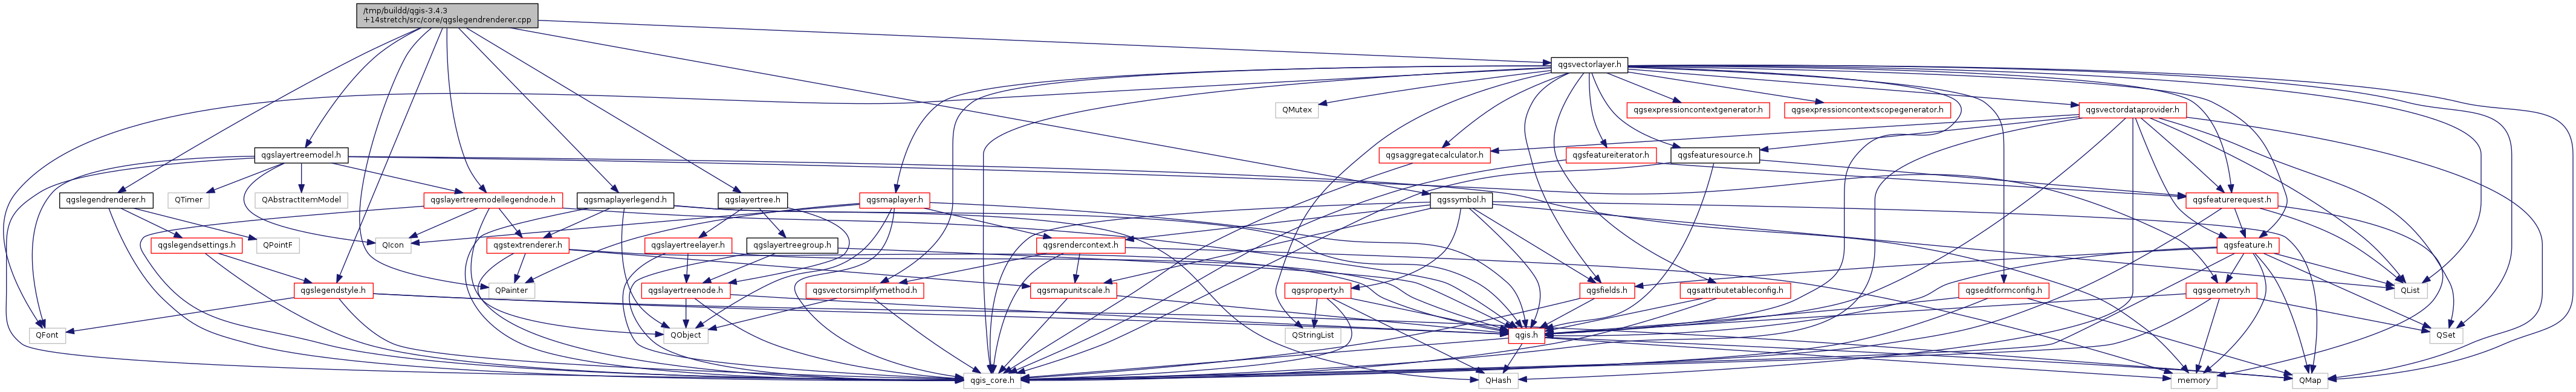 /tmp/buildd/qgis-3.4.3
+14stretch/src/core/qgslegendrenderer.cpp
qgsvectorlayer.h
QMutex
qgsexpressioncontextgenerator.h
qgsexpressioncontextscopegenerator.h
qgsvectordataprovider.h
qgslayertreemodel.h
qgsaggregatecalculator.h
qgsfeatureiterator.h
qgsfeaturesource.h
qgslegendrenderer.h
QTimer
QAbstractItemModel
qgslayertreemodellegendnode.h
qgsmaplayerlegend.h
qgslayertree.h
qgsmaplayer.h
qgssymbol.h
qgsfeaturerequest.h
qgslegendsettings.h
QPointF
QIcon
qgstextrenderer.h
qgslayertreelayer.h
qgslayertreegroup.h
qgsrendercontext.h
qgsfeature.h
qgslegendstyle.h
QPainter
qgslayertreenode.h
qgsvectorsimplifymethod.h
qgsmapunitscale.h
qgsproperty.h
qgsfields.h
qgsattributetableconfig.h
qgseditformconfig.h
qgsgeometry.h
QList
QFont
QObject
QStringList
qgis.h
QSet
qgis_core.h
QHash
memory
QMap